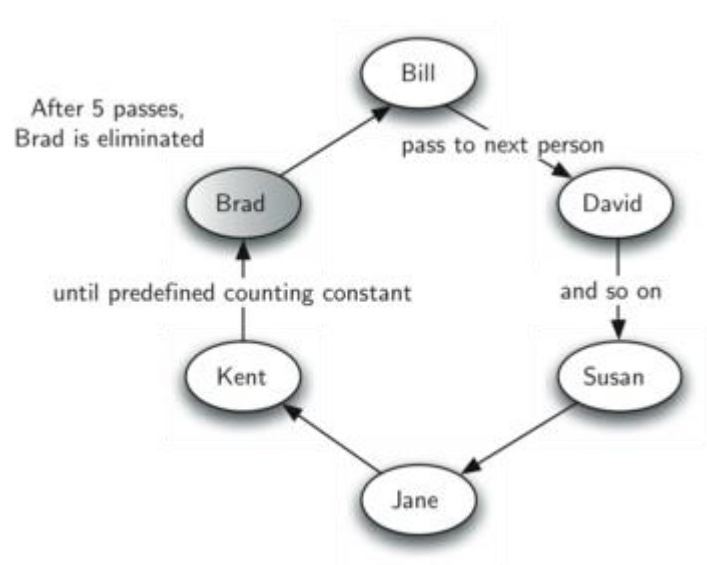 Bill
After 5 passes,
Brad is eliminated
pass to next person
Brad
David
until predefined counting constant
and so on
Kent
Susan
Jane